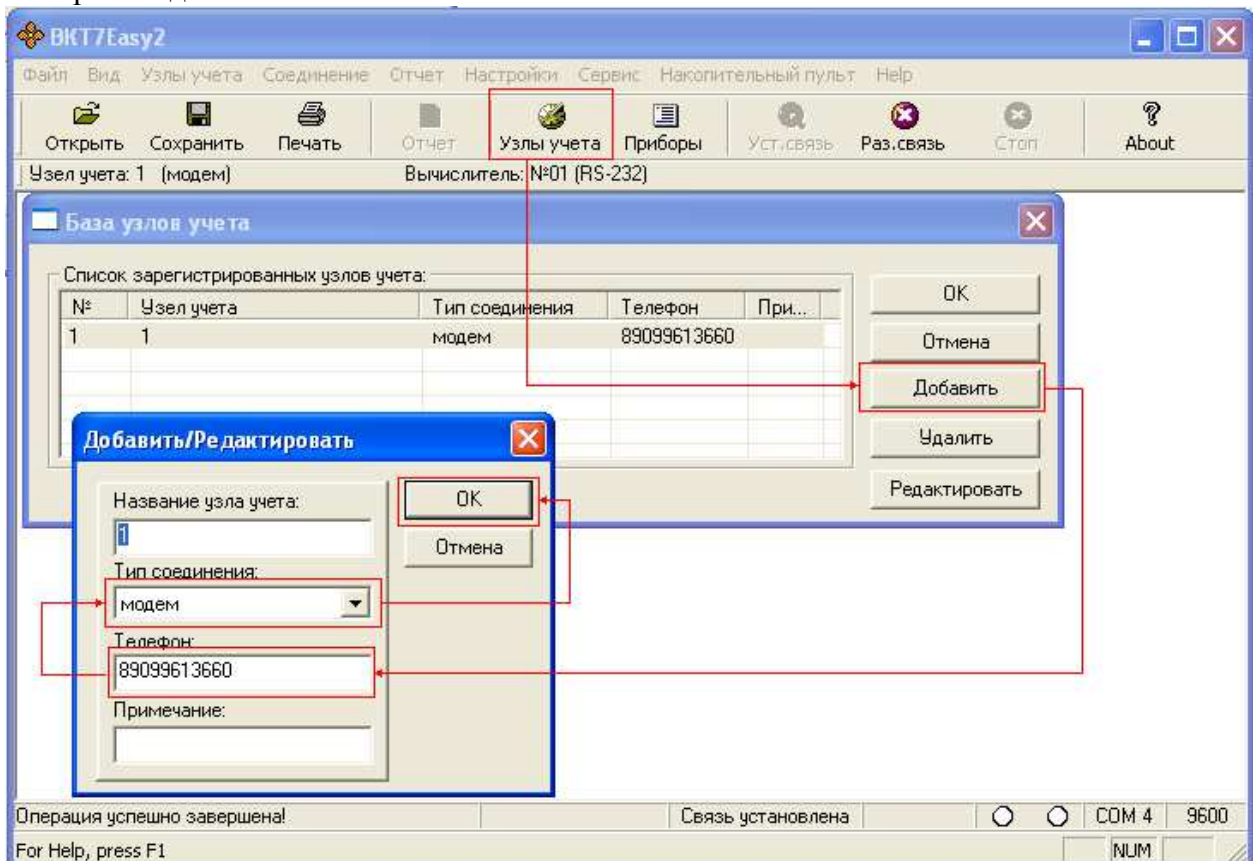 ВКТ7Easy2
Файл Вид Узлы учета Соединение Отчет Настройки Сервис Накопительный пульт Help
Открыть Сохранить Печать Отчет Узлы учета Приборы Уст.связь Раз.связь Стоп About
Узел учета: 1 (модем) Вычислитель: №01 (RS-232)
База узлов учета
Список зарегистрированных узлов учета:
№ Узел учета Тип соединения Телефон При...
1 1 модем 89099613660
OK
Отмена
Добавить
Удалить
Редактировать
Добавить/Редактировать
Название узла учета:
1
Тип соединения:
модем
Телефон:
89099613660
Примечание:
OK
Отмена
Операция успешно завершена! Связь установлена COM 4 9600
For Help, press F1 NUM